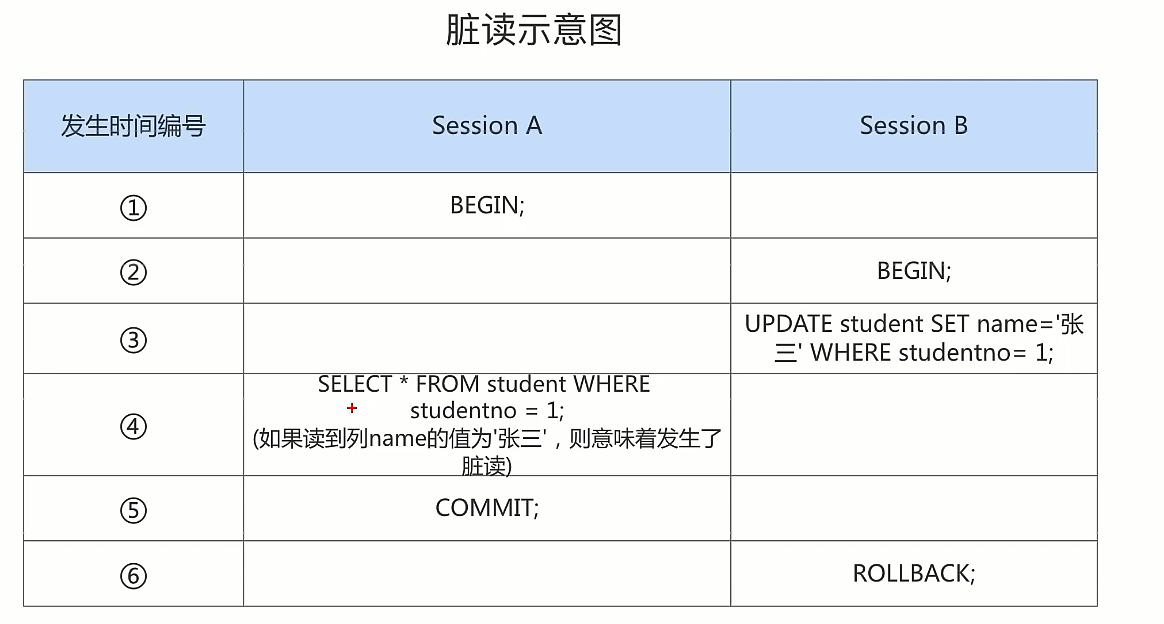 脏读示意图
发生时间编号 Session A Session B
① BEGIN;
② BEGIN;
③ UPDATE student SET name='张
三' WHERE studentno= 1;
④ SELECT * FROM student WHERE
studentno = 1;
(如果读到列name的值为'张三'，则意味着发生了
脏读)
⑤ COMMIT;
⑥ ROLLBACK;